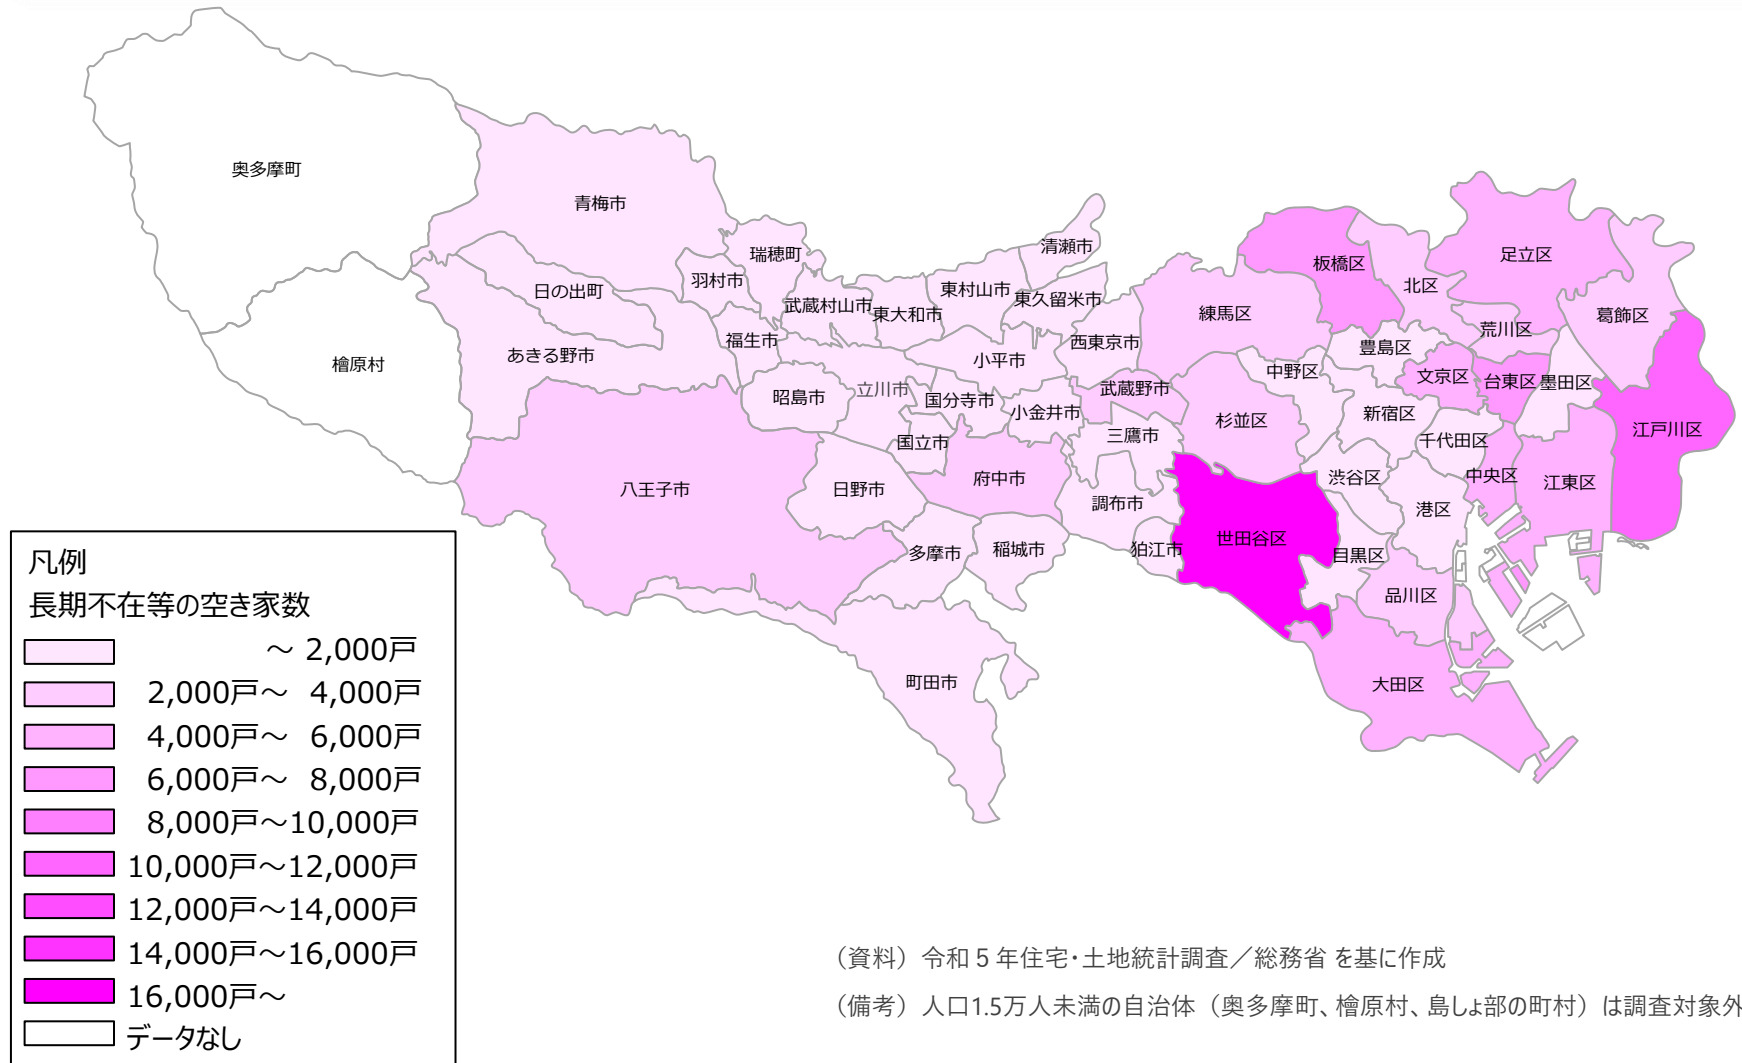 奥多摩町
青梅市
瑞穂町
清瀬市
羽村市
日の出町
武蔵村山市
東大和市
東村山市
東久留米市
板橋区
北区
足立区
練馬区
荒川区
葛飾区
檜原村
あきる野市
福生市
小平市
西東京市
豊島区
昭島市
立川市
国分寺市
小金井市
武蔵野市
中野区
文京区
台東区
墨田区
国立市
三鷹市
杉並区
新宿区
千代田区
江戸川区
八王子市
日野市
府中市
調布市
渋谷区
港区
中央区
江東区
多摩市
稲城市
狛江市
世田谷区
目黒区
品川区
町田市
大田区
凡例
長期不在等の空き家数
～ 2,000戸
2,000戸～ 4,000戸
4,000戸～ 6,000戸
6,000戸～ 8,000戸
8,000戸～10,000戸
10,000戸～12,000戸
12,000戸～14,000戸
14,000戸～16,000戸
16,000戸～
データなし
（資料）令和５年住宅・土地統計調査／総務省 を基に作成
（備考）人口1.5万人未満の自治体（奥多摩町、檜原村、島しょ部の町村）は調査対象外